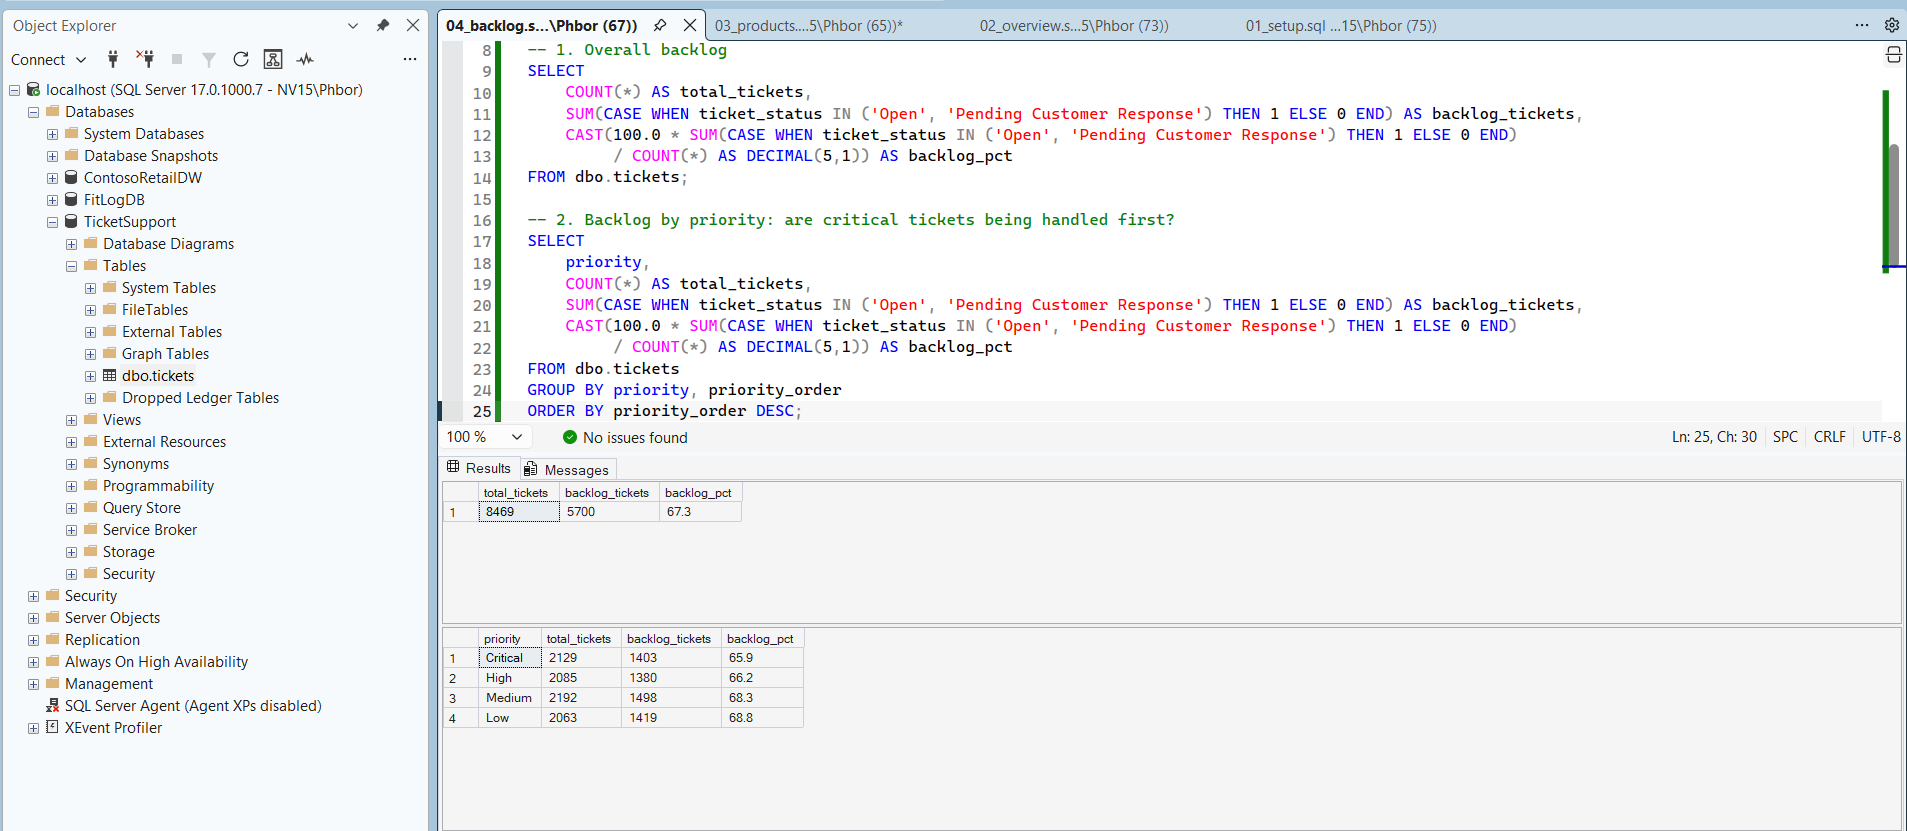 Object Explorer
Connect
localhost (SQL Server 17.0.1000.7 - NV15\Phbor)
Databases
System Databases
Database Snapshots
ContosoRetailDW
FitLogDB
TicketSupport
Database Diagrams
Tables
System Tables
FileTables
External Tables
Graph Tables
dbo.tickets
Dropped Ledger Tables
Views
External Resources
Synonyms
Programmability
Query Store
Service Broker
Storage
Security
Security
Server Objects
Replication
Always On High Availability
Management
SQL Server Agent (Agent XPs disabled)
XEvent Profiler
04_backlog.s...\Phbor (67)) 03_products....5\Phbor (65))* 02_overview.s...5\Phbor (73)) 01_setup.sql ...15\Phbor (75))
8 -- 1. Overall backlog
9 SELECT
10 COUNT(*) AS total_tickets,
11 SUM(CASE WHEN ticket_status IN ('Open', 'Pending Customer Response') THEN 1 ELSE 0 END) AS backlog_tickets,
12 CAST(100.0 * SUM(CASE WHEN ticket_status IN ('Open', 'Pending Customer Response') THEN 1 ELSE 0 END)
13 / COUNT(*) AS DECIMAL(5,1)) AS backlog_pct
14 FROM dbo.tickets;
15
16 -- 2. Backlog by priority: are critical tickets being handled first?
17 SELECT
18 priority,
19 COUNT(*) AS total_tickets,
20 SUM(CASE WHEN ticket_status IN ('Open', 'Pending Customer Response') THEN 1 ELSE 0 END) AS backlog_tickets,
21 CAST(100.0 * SUM(CASE WHEN ticket_status IN ('Open', 'Pending Customer Response') THEN 1 ELSE 0 END)
22 / COUNT(*) AS DECIMAL(5,1)) AS backlog_pct
23 FROM dbo.tickets
24 GROUP BY priority, priority_order
25 ORDER BY priority_order DESC;
100 % No issues found Ln: 25, Ch: 30 SPC CRLF UTF-8
Results Messages
total_tickets backlog_tickets backlog_pct
1 8469 5700 67.3
priority total_tickets backlog_tickets backlog_pct
1 Critical 2129 1403 65.9
2 High 2085 1380 66.2
3 Medium 2192 1498 68.3
4 Low 2063 1419 68.8